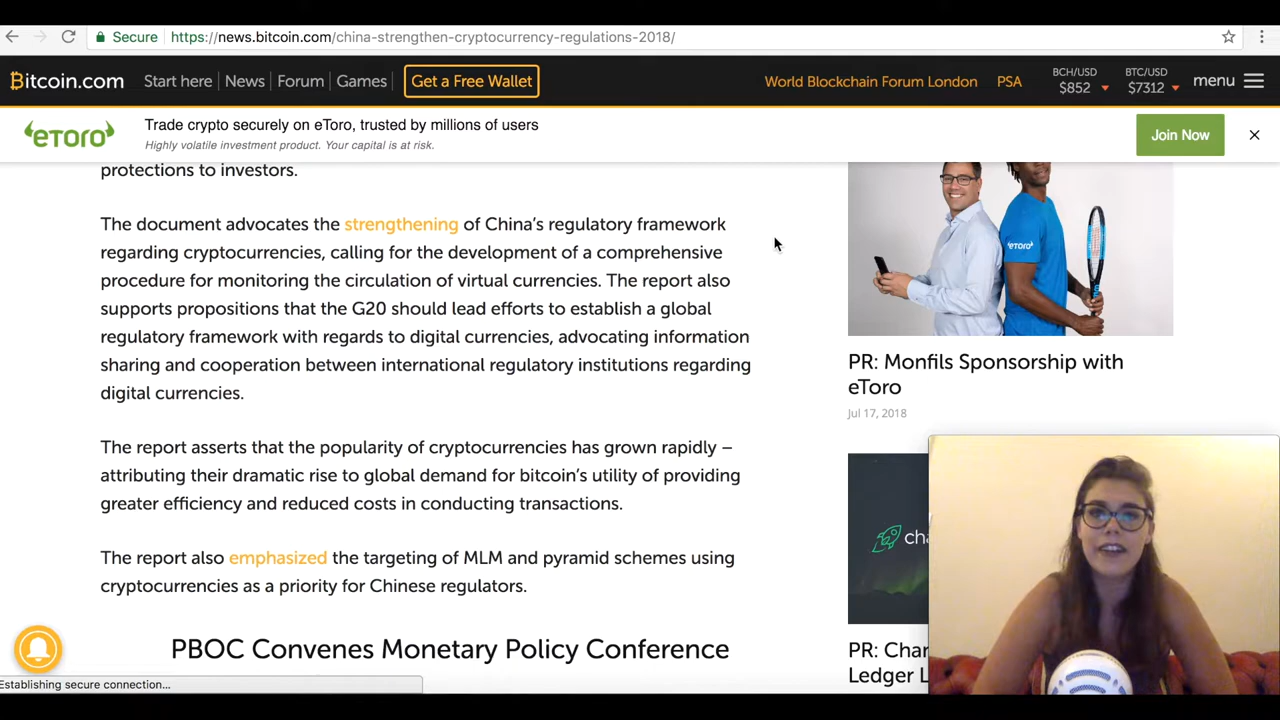 Secure https://news.bitcoin.com/china-strengthen-cryptocurrency-regulations-2018/
Bitcoin.com Start here News Forum Games Get a Free Wallet World Blockchain Forum London PSA BCH/USD $852 BTC/USD $7312 menu
eToro
Trade crypto securely on eToro, trusted by millions of users
Highly volatile investment product. Your capital is at risk.
Join Now
protections to investors.
The document advocates the strengthening of China’s regulatory framework
regarding cryptocurrencies, calling for the development of a comprehensive
procedure for monitoring the circulation of virtual currencies. The report also
supports propositions that the G20 should lead efforts to establish a global
regulatory framework with regards to digital currencies, advocating information
sharing and cooperation between international regulatory institutions regarding
digital currencies.
The report asserts that the popularity of cryptocurrencies has grown rapidly –
attributing their dramatic rise to global demand for bitcoin’s utility of providing
greater efficiency and reduced costs in conducting transactions.
The report also emphasized the targeting of MLM and pyramid schemes using
cryptocurrencies as a priority for Chinese regulators.
PBOC Convenes Monetary Policy Conference
Establishing secure connection...
eToro
PR: Monfils Sponsorship with
eToro
Jul 17, 2018
cha
PR: Char
Ledger L